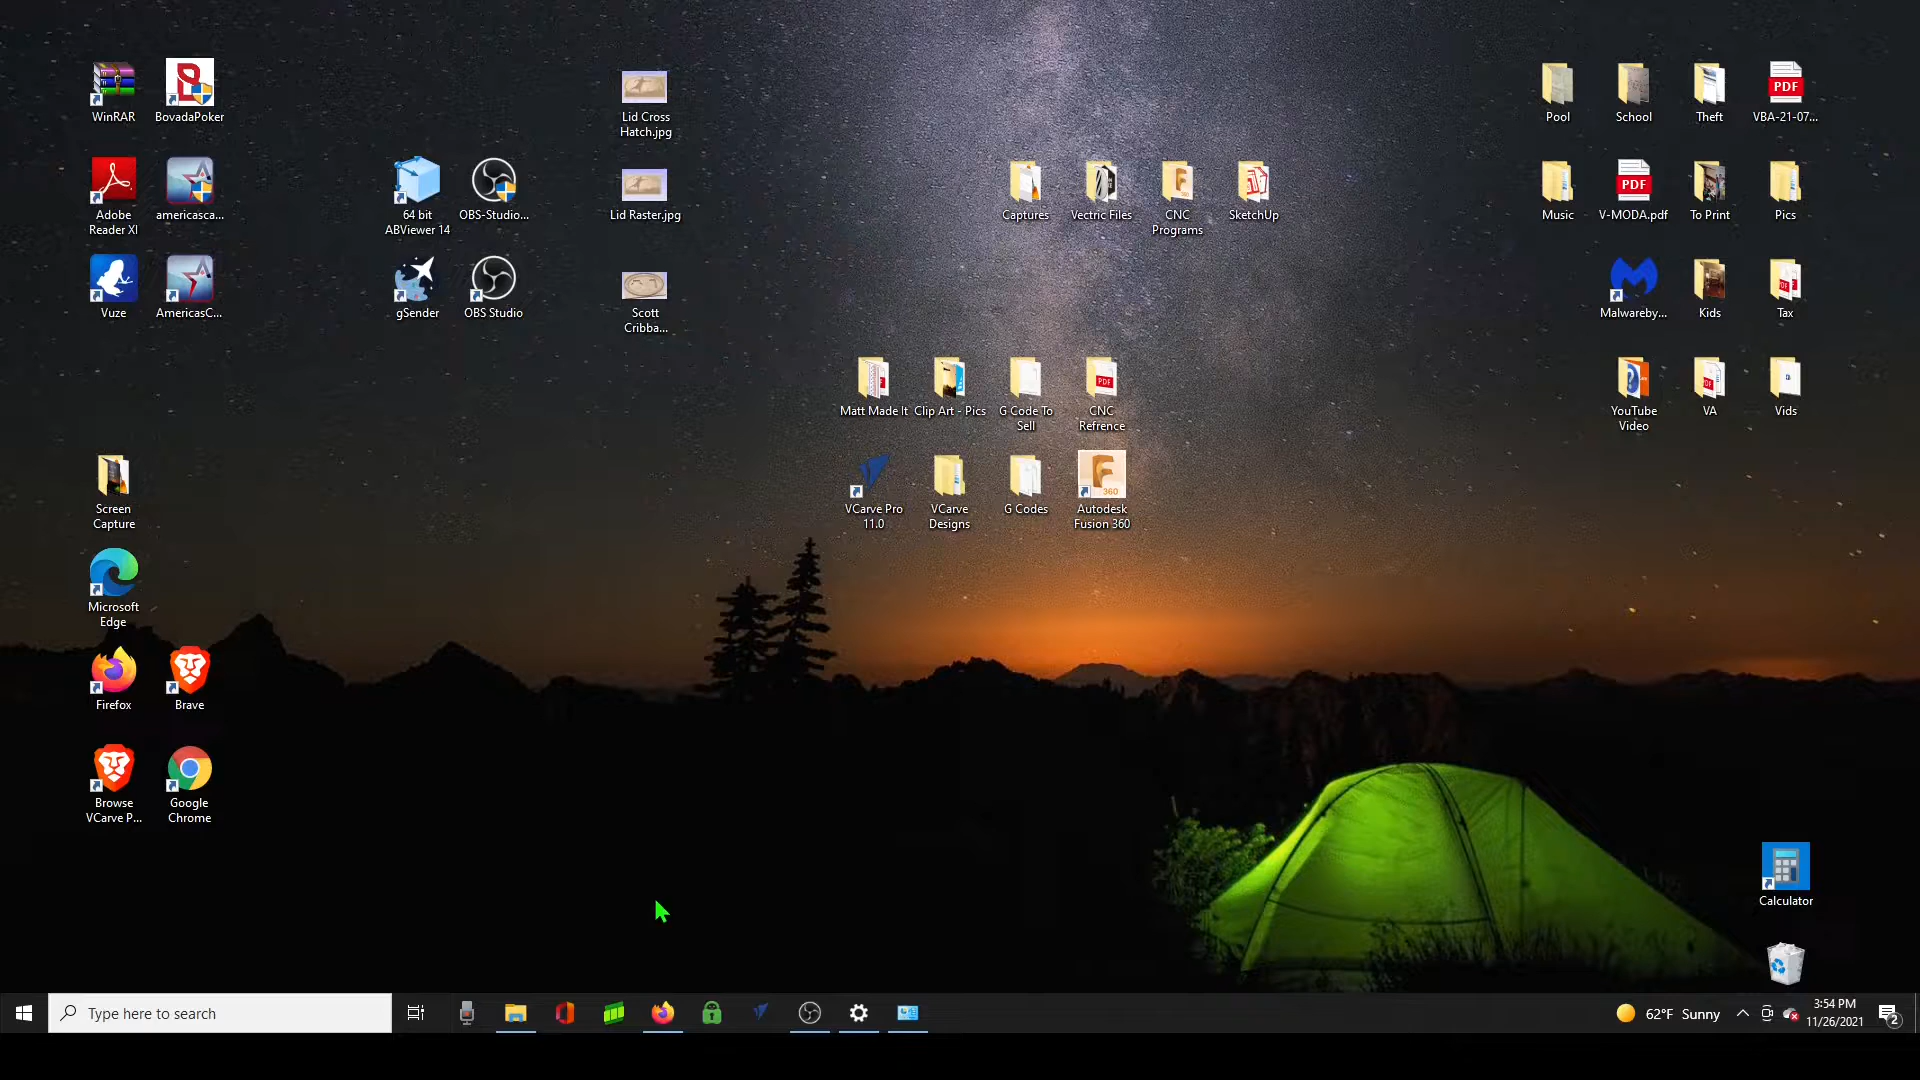 WinRAR
BovadaPoker
Lid Cross
Hatch.jpg
Pool
School
Theft
PDF
VBA-21-07...
Adobe
Reader XI
americasca...
64 bit
ABViewer 14
OBS-Studio...
Lid Raster.jpg
Captures
Vectric Files
CNC
Programs
SketchUp
Music
PDF
V-MODA.pdf
To Print
Pics
Vuze
AmericasC...
gSender
OBS Studio
Scott
Cribba...
Malwareby...
Kids
Tax
Matt Made It
Clip Art - Pics
G Code To
Sell
PDF
CNC
Refrence
YouTube
Video
VA
Vids
Screen
Capture
VCarve Pro
11.0
VCarve
Designs
G Codes
360
Autodesk
Fusion 360
Microsoft
Edge
Firefox
Brave
Browse
VCarve P...
Google
Chrome
Calculator
Type here to search
62°F Sunny
3:54 PM
11/26/2021
2